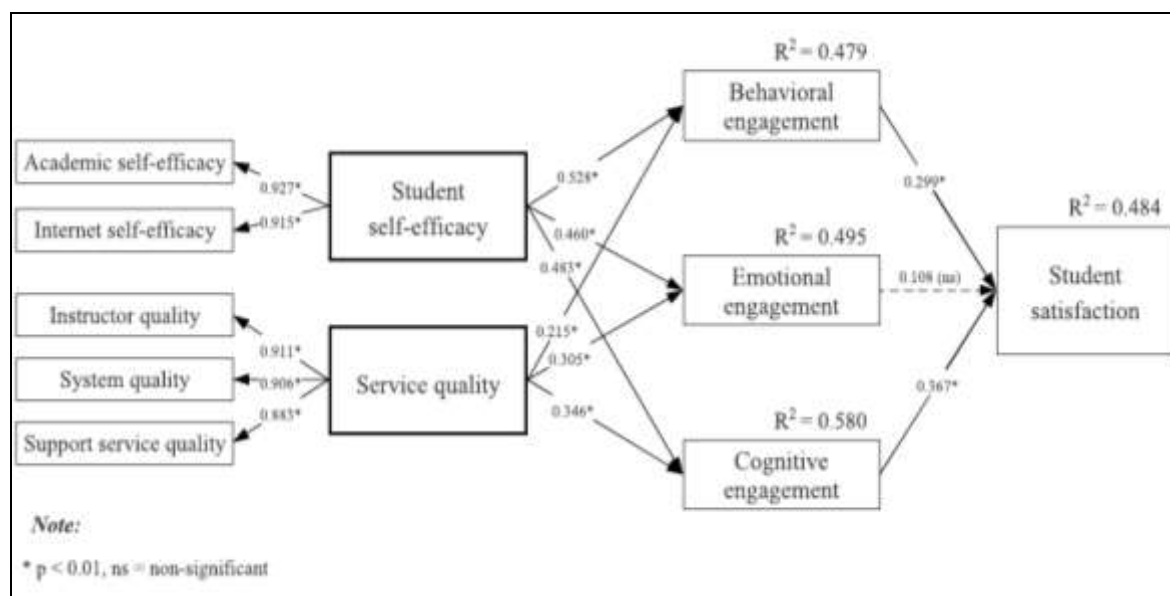 R² = 0.479
Behavioral
engagement
Academic self-efficacy
0.927*
Student
self-efficacy
0.528*
0.299*
Internet self-efficacy
0.915*
0.460*
R² = 0.495
R² = 0.484
0.483*
Emotional
engagement
0.108 (ns)
Student
satisfaction
Instructor quality
0.911*
0.215*
0.305*
System quality
0.906*
Service quality
0.367*
0.883*
0.346*
R² = 0.580
Support service quality
Cognitive
engagement
Note:
* p < 0.01, ns = non-significant